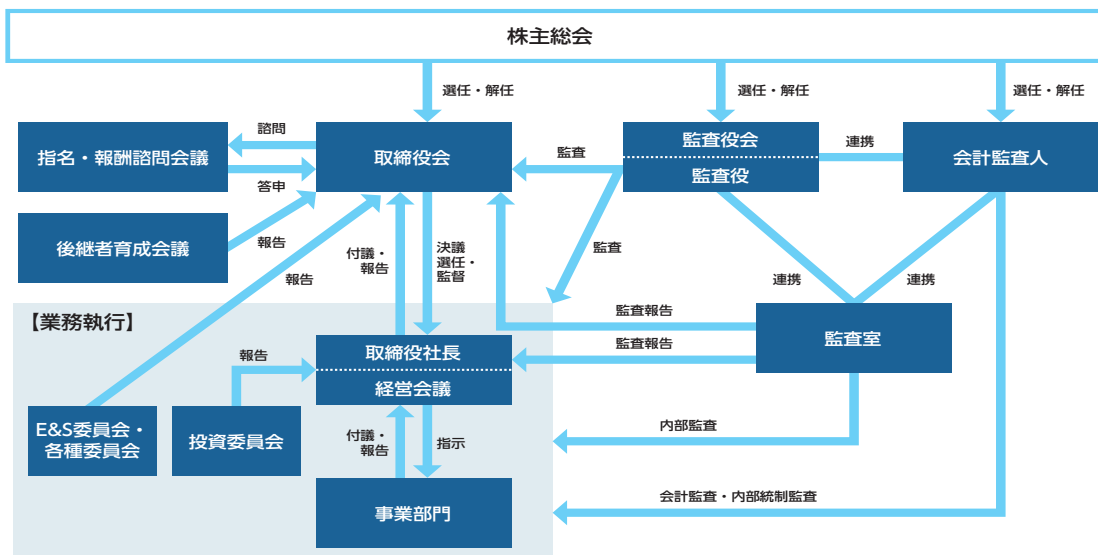 株主総会
選任・解任
選任・解任
選任・解任
指名・報酬諮問会議
諮問
答申
取締役会
監査
監査役会
監査役
連携
会計監査人
後継者育成会議
報告
報告
付議・
報告
決議
選任・
監督
監査
連携
連携
【業務執行】
監査報告
監査報告
監査室
報告
取締役社長
経営会議
E&S委員会・
各種委員会
投資委員会
付議・
報告
指示
内部監査
事業部門
会計監査・内部統制監査